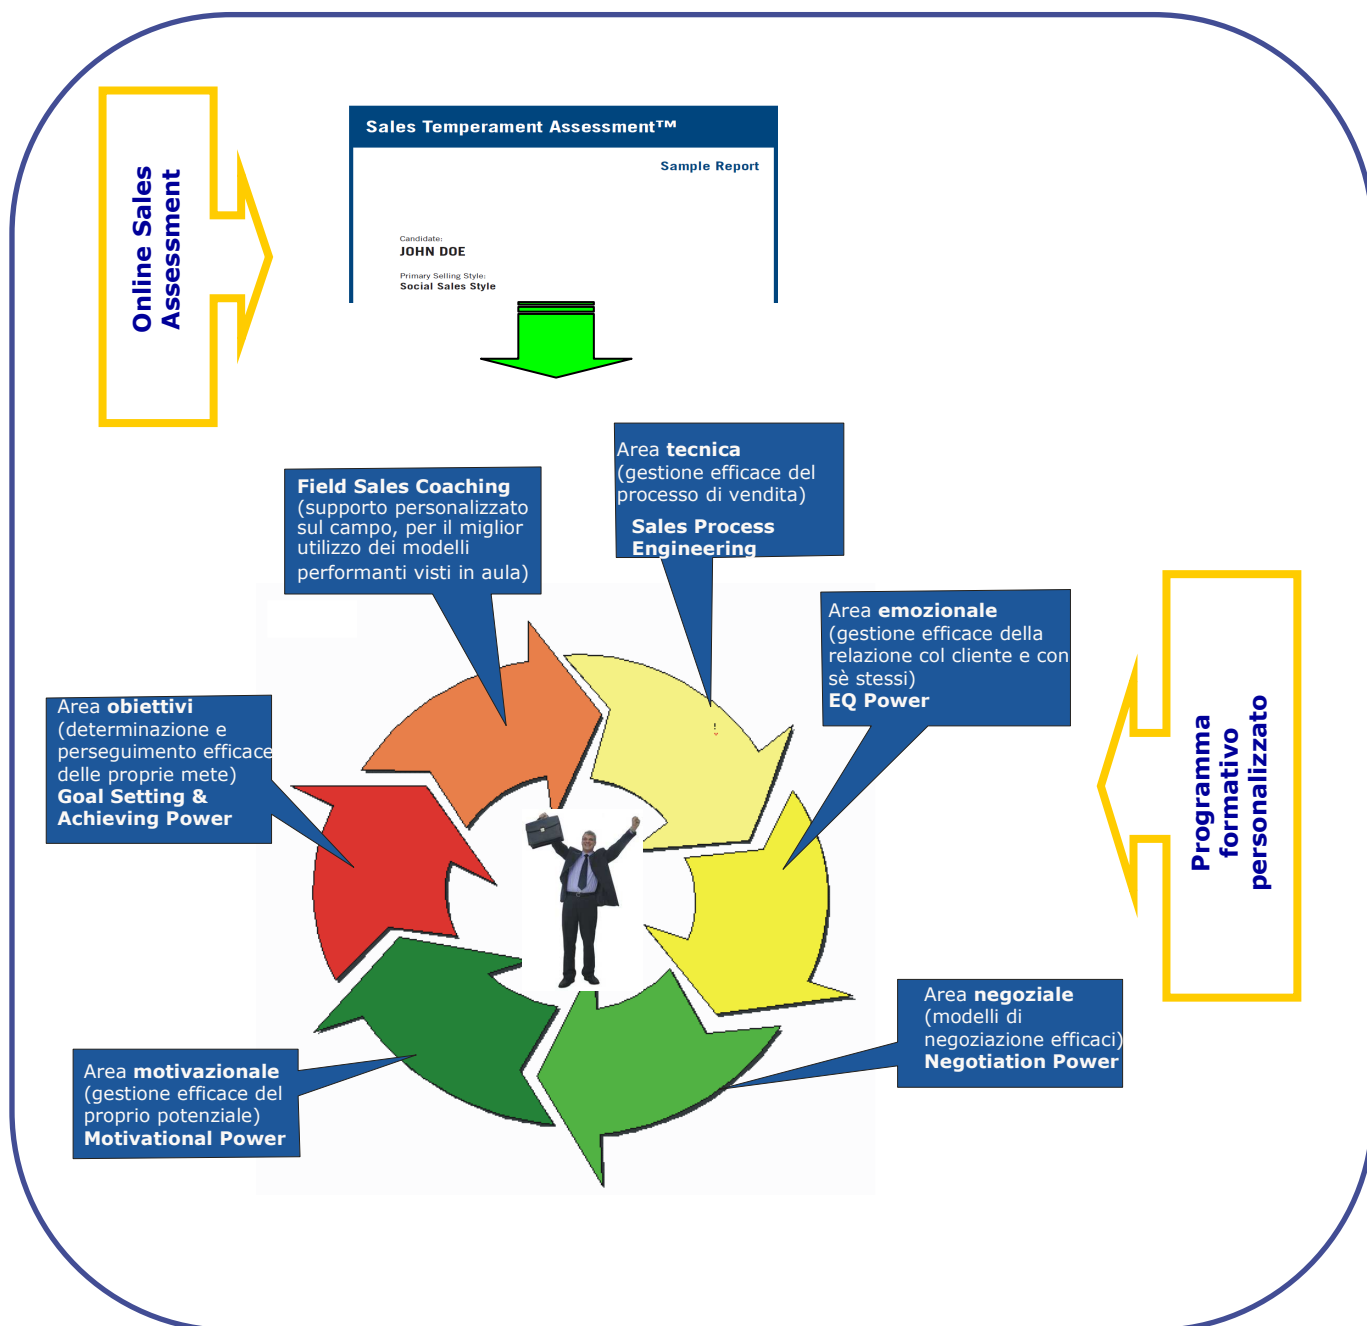 Online Sales
Assessment
Sales Temperament Assessment™
Sample Report
Candidate:
JOHN DOE
Primary Selling Style:
Social Sales Style
Area tecnica
(gestione efficace del
processo di vendita)
Sales Process
Engineering
Field Sales Coaching
(supporto personalizzato
sul campo, per il miglior
utilizzo dei modelli
performanti visti in aula)
Area emozionale
(gestione efficace della
relazione col cliente e con
sè stessi)
EQ Power
Area obiettivi
(determinazione e
perseguimento efficace
delle proprie mete)
Goal Setting &
Achieving Power
Programma
formativo
personalizzato
Area negoziale
(modelli di
negoziazione efficaci)
Negotiation Power
Area motivazionale
(gestione efficace del
proprio potenziale)
Motivational Power